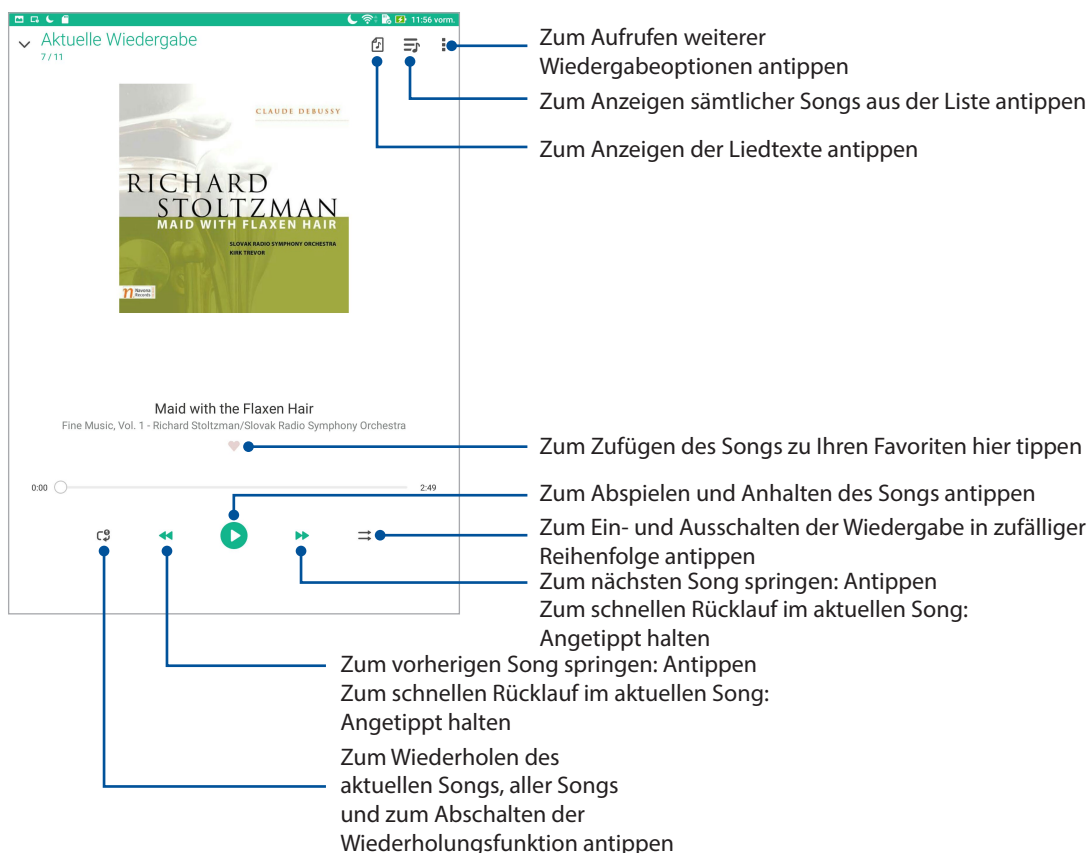 11:56 vorm.
Aktuelle Wiedergabe
7 / 11
CLAUDE DEBUSSY
RICHARD
STOLTZMAN
MAID WITH FLAXEN HAIR
SLOVAK RADIO SYMPHONY ORCHESTRA
KIRK TREVOR
n Navona
Records
Maid with the Flaxen Hair
Fine Music, Vol. 1 - Richard Stoltzman/Slovak Radio Symphony Orchestra
0:00
2:49
Zum Aufrufen weiterer
Wiedergabeoptionen antippen
Zum Anzeigen sämtlicher Songs aus der Liste antippen
Zum Anzeigen der Liedtexte antippen
Zum Zufügen des Songs zu Ihren Favoriten hier tippen
Zum Abspielen und Anhalten des Songs antippen
Zum Ein- und Ausschalten der Wiedergabe in zufälliger
Reihenfolge antippen
Zum nächsten Song springen: Antippen
Zum schnellen Rücklauf im aktuellen Song:
Angetippt halten
Zum vorherigen Song springen: Antippen
Zum schnellen Rücklauf im aktuellen Song:
Angetippt halten
Zum Wiederholen des
aktuellen Songs, aller Songs
und zum Abschalten der
Wiederholungsfunktion antippen